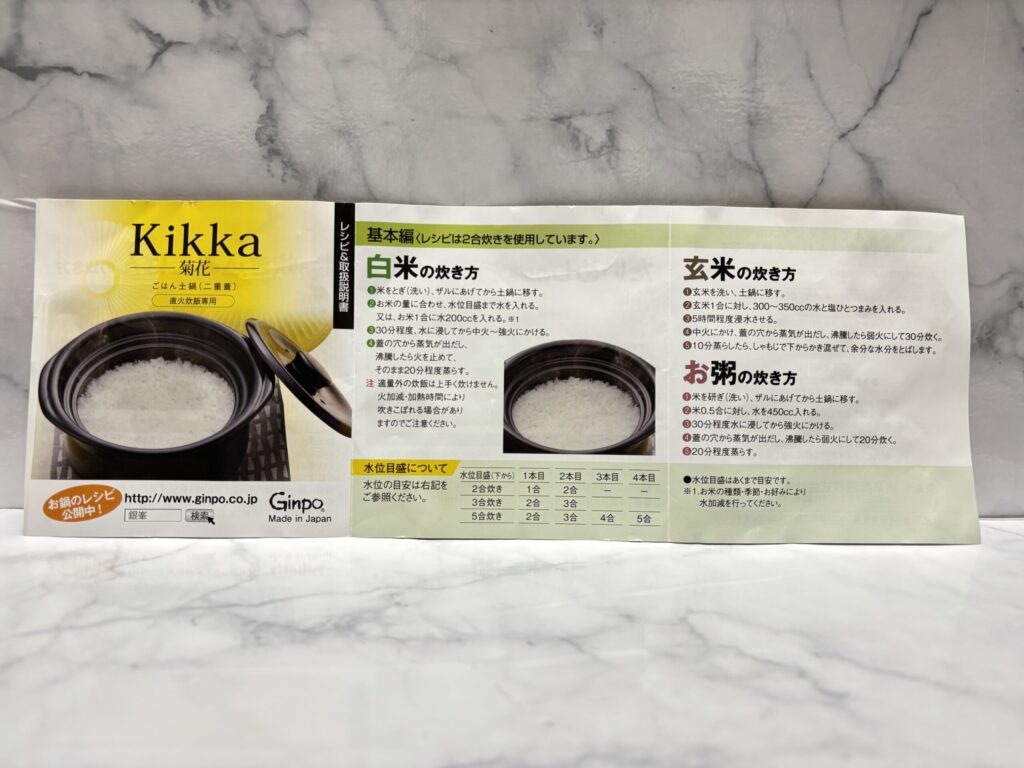 Kikka
菊花
ごはん土鍋(二重蓋)
直火炊飯専用
レシピ&取扱説明書
お鍋のレシピ
公開中!
http://www.ginpo.co.jp
銀峯
検索
Ginpo®
Made in Japan
基本編〈レシピは2合炊きを使用しています。〉
白米の炊き方
❶米をとぎ(洗い)、ザルにあげてから土鍋に移す。
❷お米の量に合わせ、水位目盛まで水を入れる。
又は、お米1合に水200ccを入れる。※1
❸30分程度、水に浸してから中火〜強火にかける。
❹蓋の穴から蒸気が出だし、
沸騰したら火を止めて、
そのまま20分程度蒸らす。
注 適量外の炊飯は上手く炊けません。
火加減・加熱時間により
吹きこぼれる場合があり
ますのでご注意ください。
水位目盛について
水位の目安は右記を
ご参照ください。
水位目盛(下から) 1本目 2本目 3本目 4本目
2合炊き 1合 2合 － －
3合炊き 2合 3合
5合炊き 2合 3合 4合 5合
玄米の炊き方
❶玄米を洗い、土鍋に移す。
❷玄米1合に対し、300〜350ccの水と塩ひとつまみを入れる。
❸5時間程度浸水させる。
❹中火にかけ、蓋の穴から蒸気が出だし、沸騰したら弱火にして30分炊く。
❺10分蒸らしたら、しゃもじで下からかき混ぜて、余分な水分をとばします。
お粥の炊き方
❶米を研ぎ(洗い)、ザルにあげてから土鍋に移す。
❷米0.5合に対し、水を450cc入れる。
❸30分程度水に浸してから強火にかける。
❹蓋の穴から蒸気が出だし、沸騰したら弱火にして20分炊く。
❺20分程度蒸らす。
●水位目盛はあくまで目安です。
※1.お米の種類・季節・お好みにより
水加減を行ってください。